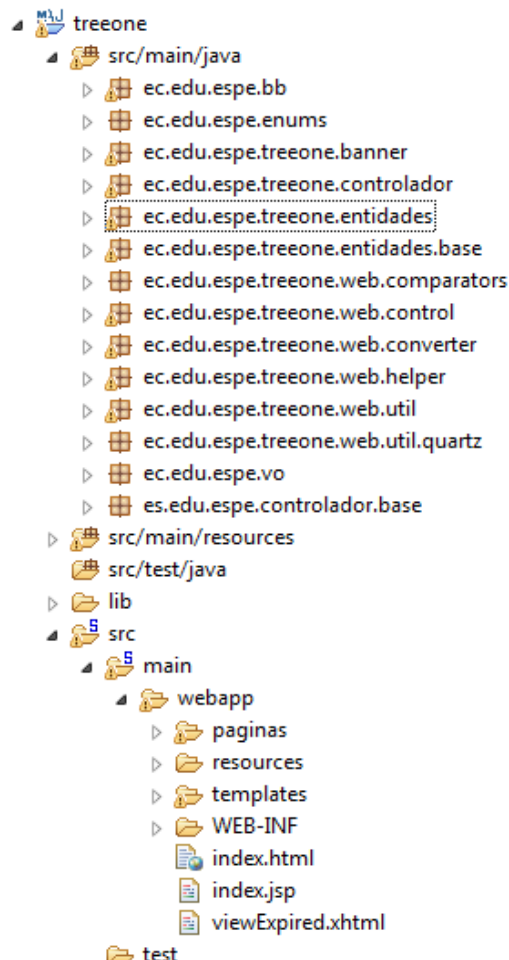 treeone
src/main/java
ec.edu.espe.bb
ec.edu.espe.enums
ec.edu.espe.treeone.banner
ec.edu.espe.treeone.controlador
ec.edu.espe.treeone.entidades
ec.edu.espe.treeone.entidades.base
ec.edu.espe.treeone.web.comparators
ec.edu.espe.treeone.web.control
ec.edu.espe.treeone.web.converter
ec.edu.espe.treeone.web.helper
ec.edu.espe.treeone.web.util
ec.edu.espe.treeone.web.util.quartz
ec.edu.espe.vo
es.edu.espe.controlador.base
src/main/resources
src/test/java
lib
src
main
webapp
paginas
resources
templates
WEB-INF
index.html
index.jsp
viewExpired.xhtml
test